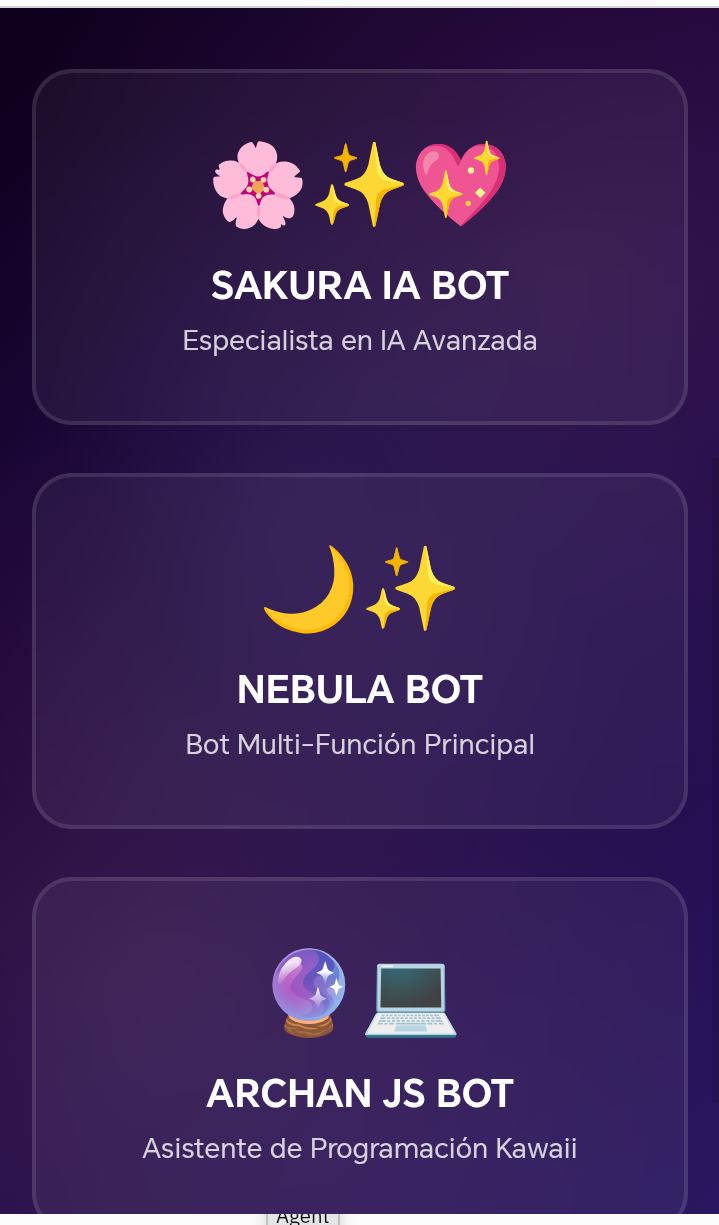 SAKURA IA BOT
Especialista en IA Avanzada
NEBULA BOT
Bot Multi-Función Principal
ARCHAN JS BOT
Asistente de Programación Kawaii
Agent